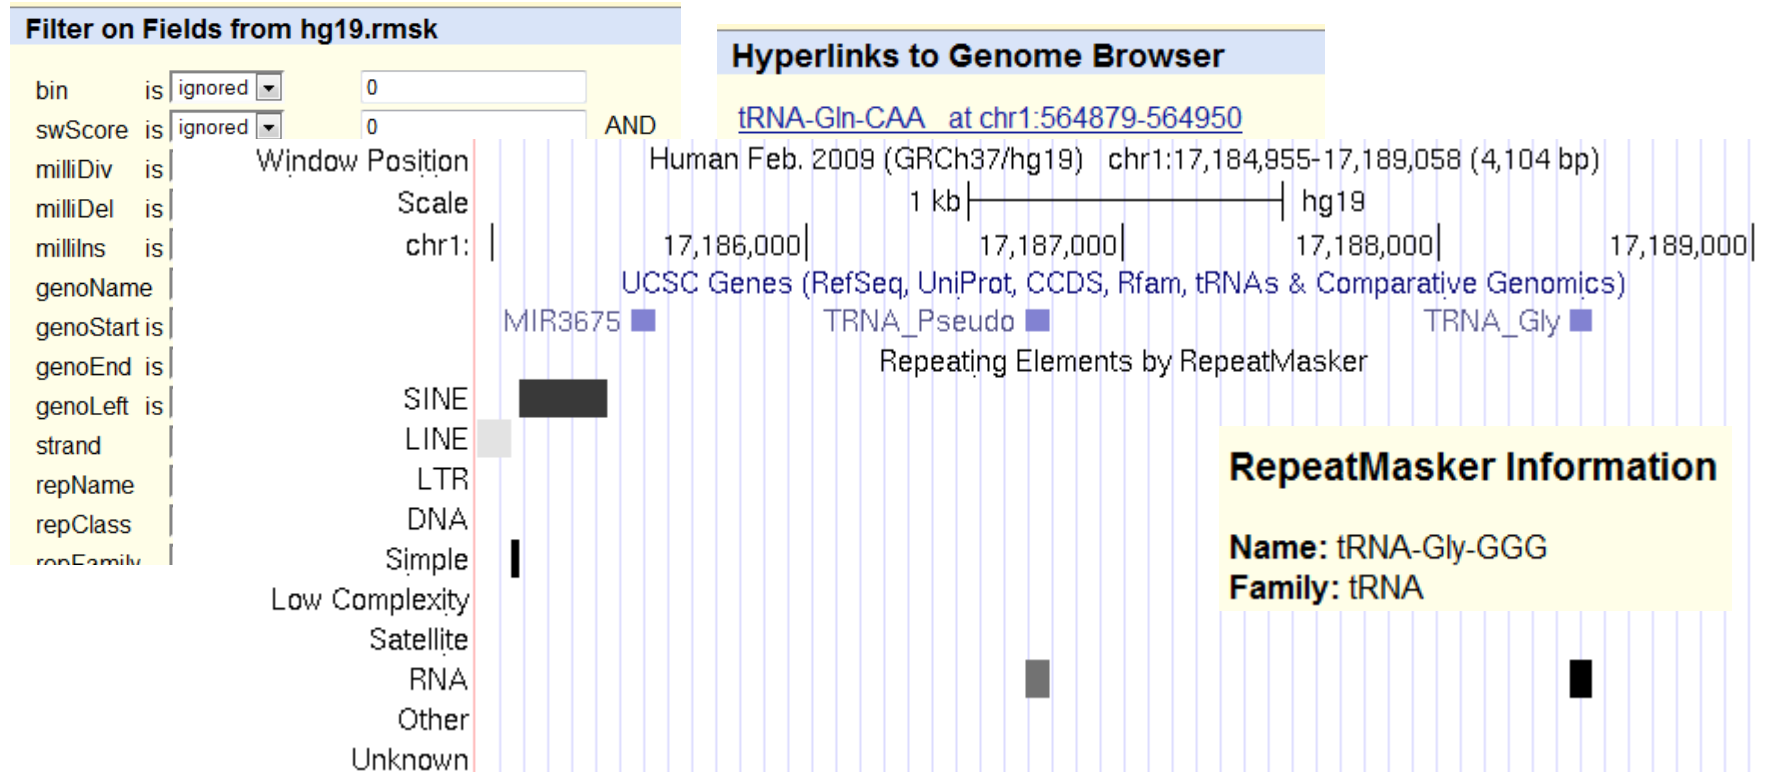 Filter on Fields from hg19.rmsk
bin is ignored 0
swScore is ignored 0 AND
milliDiv is
milliDel is
milliIns is
genoName
genoStart is
genoEnd is
genoLeft is
strand
repName
repClass
repFamily
Hyperlinks to Genome Browser
tRNA-Gln-CAA at chr1:564879-564950
Window Position Human Feb. 2009 (GRCh37/hg19) chr1:17,184,955-17,189,058 (4,104 bp)
Scale 1 kb hg19
chr1: 17,186,000 17,187,000 17,188,000 17,189,000
UCSC Genes (RefSeq, UniProt, CCDS, Rfam, tRNAs & Comparative Genomics)
MIR3675 TRNA_Pseudo TRNA_Gly
Repeating Elements by RepeatMasker
SINE
LINE
LTR
DNA
Simple
Low Complexity
Satellite
RNA
Other
Unknown
RepeatMasker Information
Name: tRNA-Gly-GGG
Family: tRNA